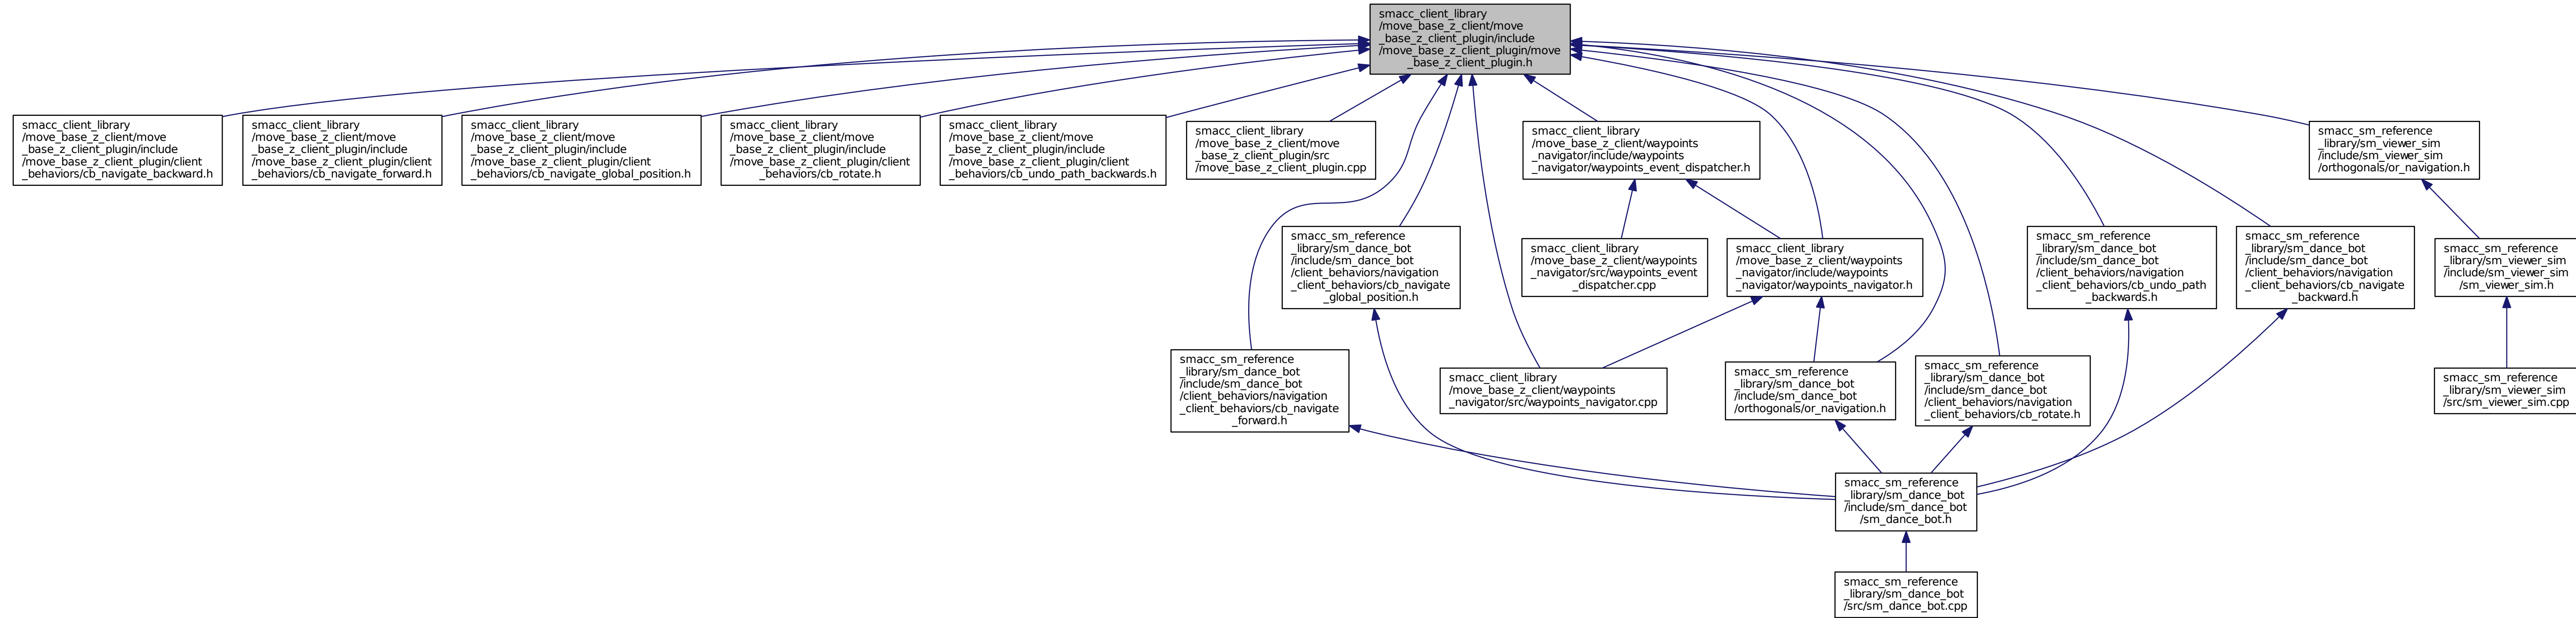 smacc_client_library
/move_base_z_client/move
_base_z_client_plugin/include
/move_base_z_client_plugin/move
_base_z_client_plugin.h
smacc_client_library
/move_base_z_client/move
_base_z_client_plugin/include
/move_base_z_client_plugin/client
_behaviors/cb_navigate_backward.h
smacc_client_library
/move_base_z_client/move
_base_z_client_plugin/include
/move_base_z_client_plugin/client
_behaviors/cb_navigate_forward.h
smacc_client_library
/move_base_z_client/move
_base_z_client_plugin/include
/move_base_z_client_plugin/client
_behaviors/cb_navigate_global_position.h
smacc_client_library
/move_base_z_client/move
_base_z_client_plugin/include
/move_base_z_client_plugin/client
_behaviors/cb_rotate.h
smacc_client_library
/move_base_z_client/move
_base_z_client_plugin/include
/move_base_z_client_plugin/client
_behaviors/cb_undo_path_backwards.h
smacc_client_library
/move_base_z_client/move
_base_z_client_plugin/src
/move_base_z_client_plugin.cpp
smacc_client_library
/move_base_z_client/waypoints
_navigator/include/waypoints
_navigator/waypoints_event_dispatcher.h
smacc_sm_reference
_library/sm_viewer_sim
/include/sm_viewer_sim
/orthogonals/or_navigation.h
smacc_sm_reference
_library/sm_dance_bot
/include/sm_dance_bot
/client_behaviors/navigation
_client_behaviors/cb_navigate
_global_position.h
smacc_client_library
/move_base_z_client/waypoints
_navigator/src/waypoints_event
_dispatcher.cpp
smacc_client_library
/move_base_z_client/waypoints
_navigator/include/waypoints
_navigator/waypoints_navigator.h
smacc_sm_reference
_library/sm_dance_bot
/include/sm_dance_bot
/client_behaviors/navigation
_client_behaviors/cb_undo_path
_backwards.h
smacc_sm_reference
_library/sm_dance_bot
/include/sm_dance_bot
/client_behaviors/navigation
_client_behaviors/cb_navigate
_backward.h
smacc_sm_reference
_library/sm_viewer_sim
/include/sm_viewer_sim
/sm_viewer_sim.h
smacc_sm_reference
_library/sm_dance_bot
/include/sm_dance_bot
/client_behaviors/navigation
_client_behaviors/cb_navigate
_forward.h
smacc_client_library
/move_base_z_client/waypoints
_navigator/src/waypoints_navigator.cpp
smacc_sm_reference
_library/sm_dance_bot
/include/sm_dance_bot
/orthogonals/or_navigation.h
smacc_sm_reference
_library/sm_dance_bot
/include/sm_dance_bot
/client_behaviors/navigation
_client_behaviors/cb_rotate.h
smacc_sm_reference
_library/sm_viewer_sim
/src/sm_viewer_sim.cpp
smacc_sm_reference
_library/sm_dance_bot
/include/sm_dance_bot
/sm_dance_bot.h
smacc_sm_reference
_library/sm_dance_bot
/src/sm_dance_bot.cpp